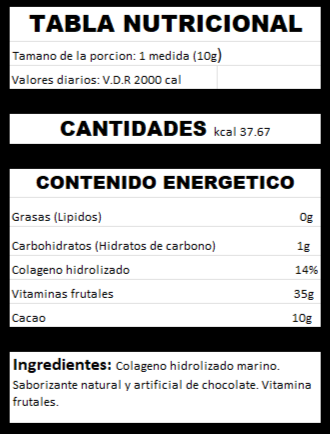 TABLA NUTRICIONAL
Tamano de la porcion: 1 medida (10g)
Valores diarios: V.D.R 2000 cal
CANTIDADES kcal 37.67
CONTENIDO ENERGETICO
Grasas (Lipidos) 0g
Carbohidratos (Hidratos de carbono) 1g
Colageno hidrolizado 14%
Vitaminas frutales 35g
Cacao 10g
Ingredientes: Colageno hidrolizado marino.
Saborizante natural y artificial de chocolate. Vitamina
frutales.